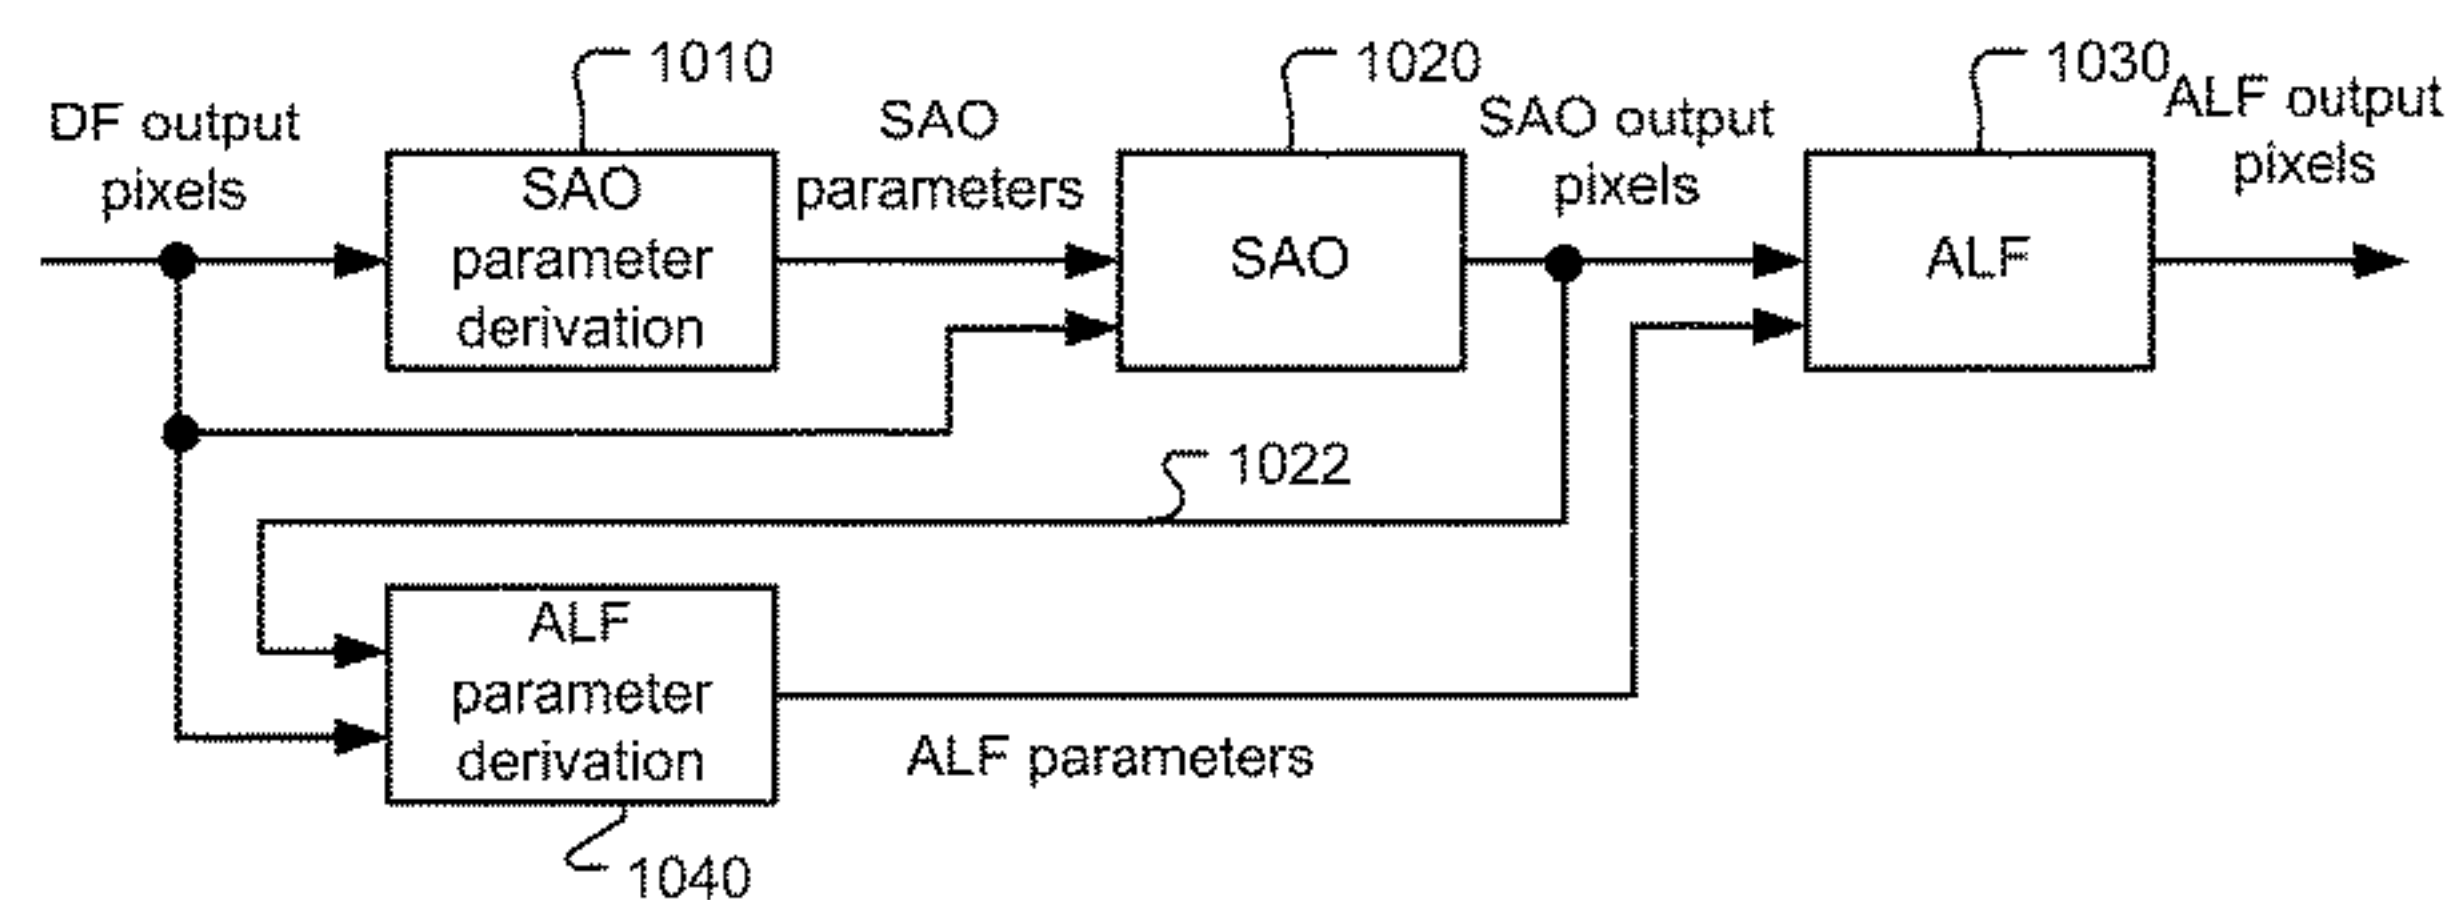 1010
1020
1030
DF output
pixels
SAO
parameters
SAO output
pixels
ALF output
pixels
SAO
parameter
derivation
SAO
ALF
1022
ALF
parameter
derivation
ALF parameters
1040